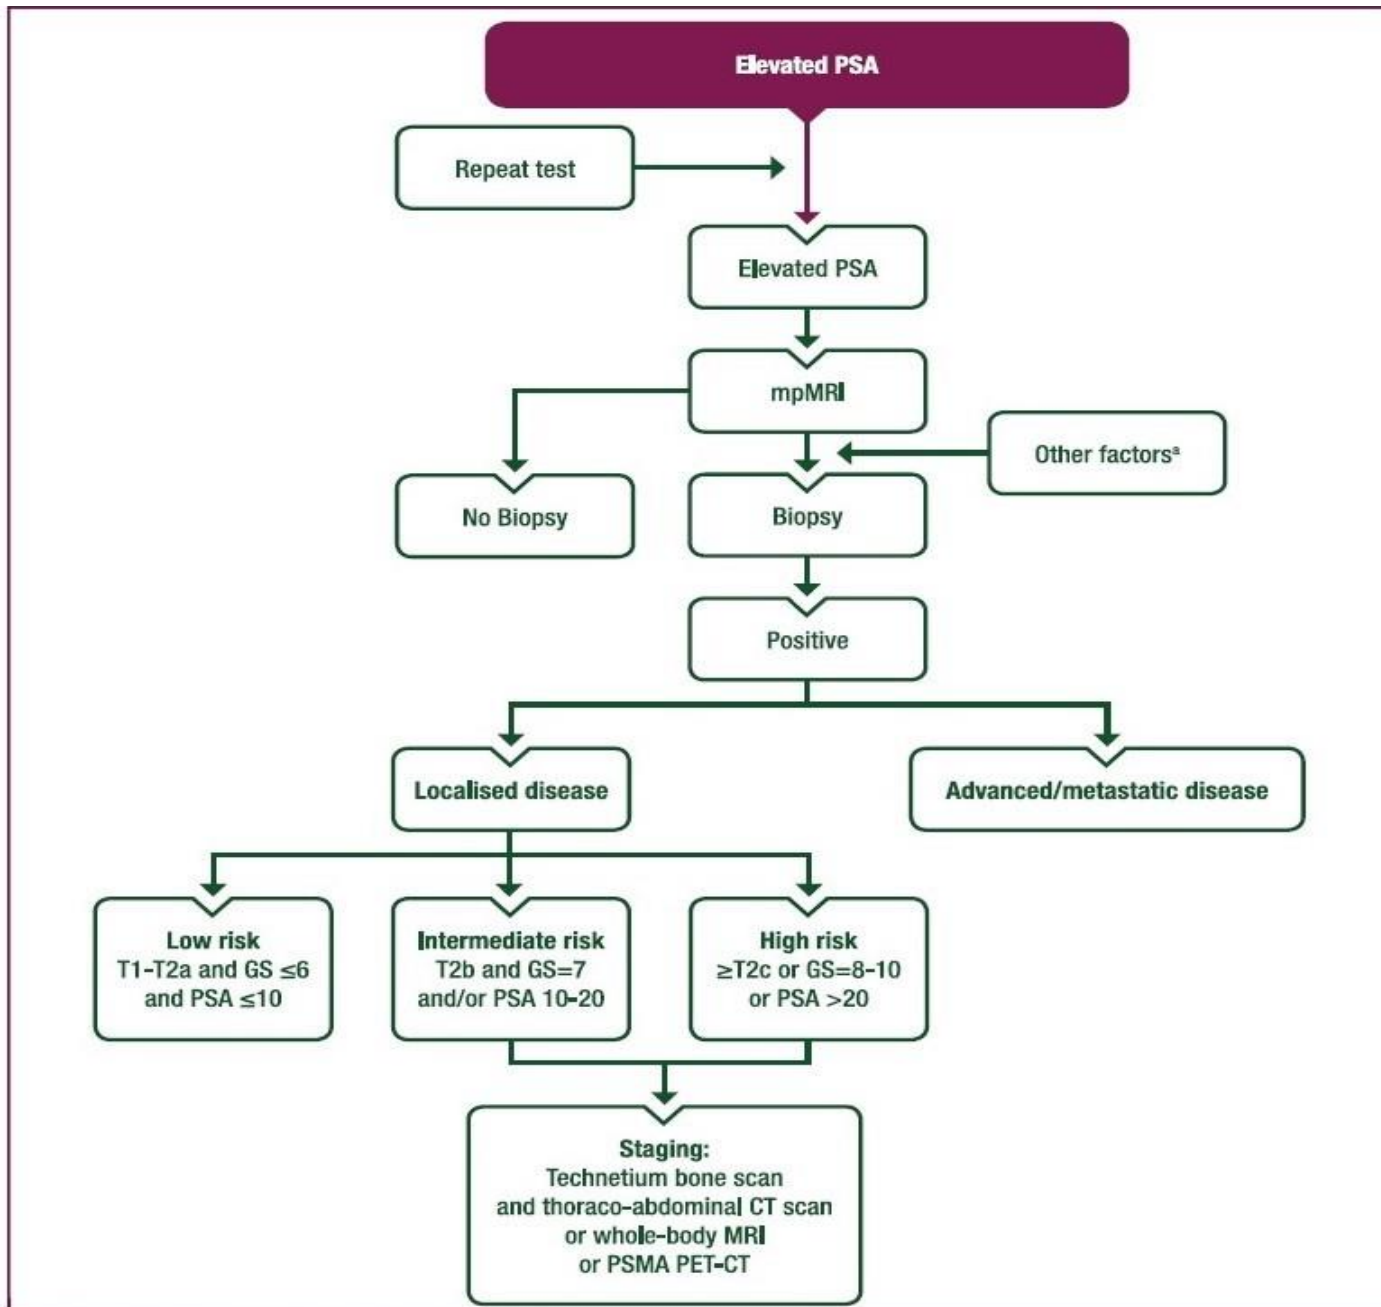 Elevated PSA
Repeat test
Elevated PSA
mpMRI
Other factorsᵃ
No Biopsy
Biopsy
Positive
Localised disease
Advanced/metastatic disease
Low risk
T1-T2a and GS ≤6
and PSA ≤10
Intermediate risk
T2b and GS=7
and/or PSA 10-20
High risk
≥T2c or GS=8-10
or PSA >20
Staging:
Technetium bone scan
and thoraco-abdominal CT scan
or whole-body MRI
or PSMA PET-CT